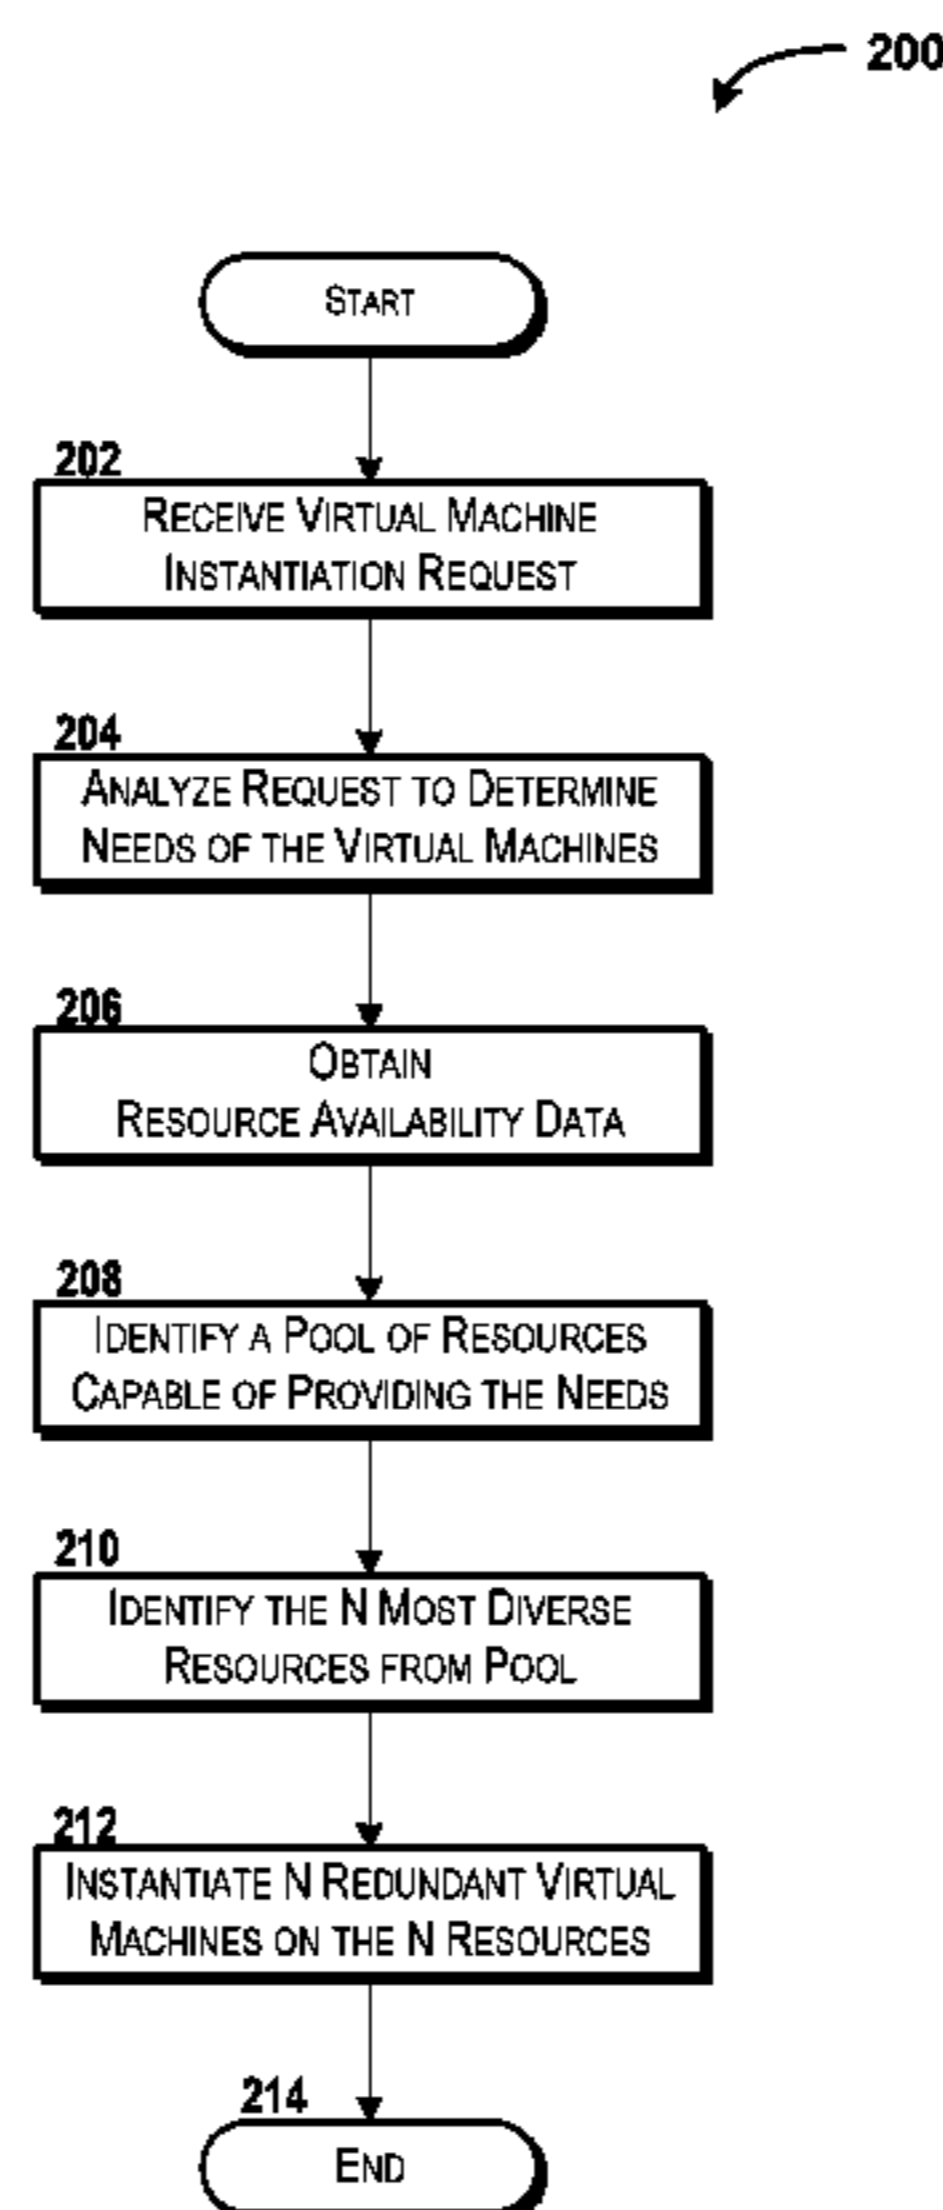 200
START
202
RECEIVE VIRTUAL MACHINE
INSTANTIATION REQUEST
204
ANALYZE REQUEST TO DETERMINE
NEEDS OF THE VIRTUAL MACHINES
206
OBTAIN
RESOURCE AVAILABILITY DATA
208
IDENTIFY A POOL OF RESOURCES
CAPABLE OF PROVIDING THE NEEDS
210
IDENTIFY THE N MOST DIVERSE
RESOURCES FROM POOL
212
INSTANTIATE N REDUNDANT VIRTUAL
MACHINES ON THE N RESOURCES
214
END